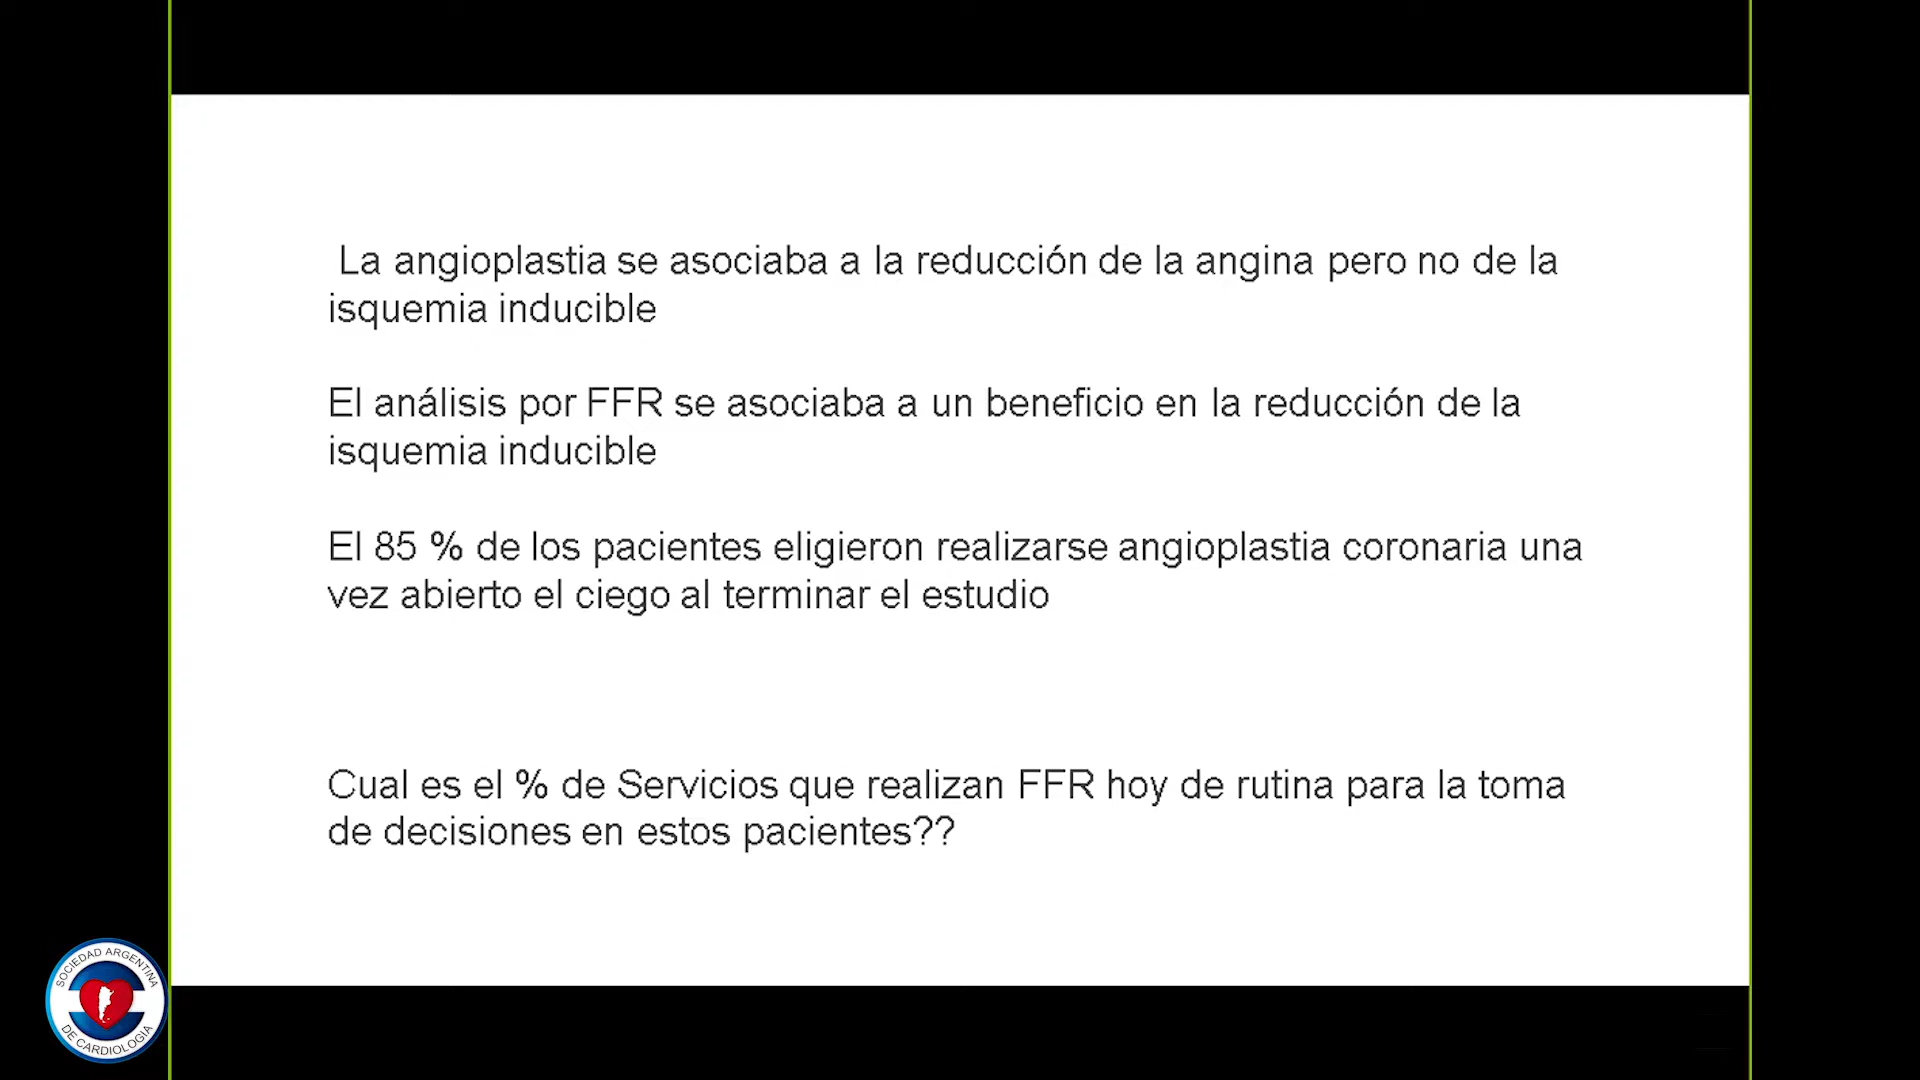 La angioplastia se asociaba a la reducción de la angina pero no de la
isquemia inducible
El análisis por FFR se asociaba a un beneficio en la reducción de la
isquemia inducible
El 85 % de los pacientes eligieron realizarse angioplastia coronaria una
vez abierto el ciego al terminar el estudio
Cual es el % de Servicios que realizan FFR hoy de rutina para la toma
de decisiones en estos pacientes??
SOCIEDAD ARGENTINA
DE CARDIOLOGÍA